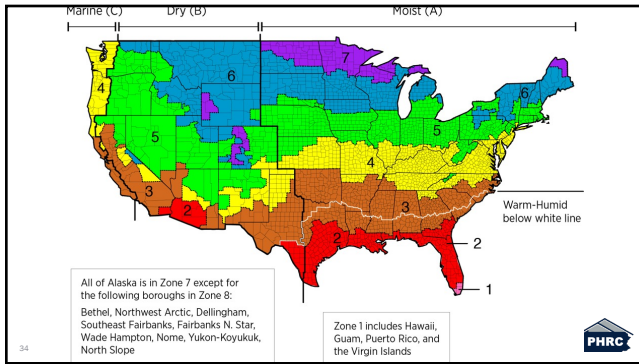 Marine (C)
Dry (B)
Moist (A)
7
6
6
4
5
5
4
3
3
Warm-Humid
below white line
2
2
2
1
All of Alaska is in Zone 7 except for
the following boroughs in Zone 8:
Bethel, Northwest Arctic, Dellingham,
Southeast Fairbanks, Fairbanks N. Star,
Wade Hampton, Nome, Yukon-Koyukuk,
North Slope
Zone 1 includes Hawaii,
Guam, Puerto Rico, and
the Virgin Islands
34
PHRC